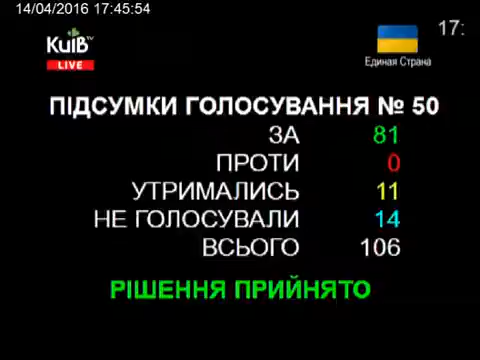 14/04/2016 17:45:54
КиїВ TV
LIVE
17:
Единая Страна
ПІДСУМКИ ГОЛОСУВАННЯ № 50
ЗА 81
ПРОТИ 0
УТРИМАЛИСЬ 11
НЕ ГОЛОСУВАЛИ 14
ВСЬОГО 106
РІШЕННЯ ПРИЙНЯТО